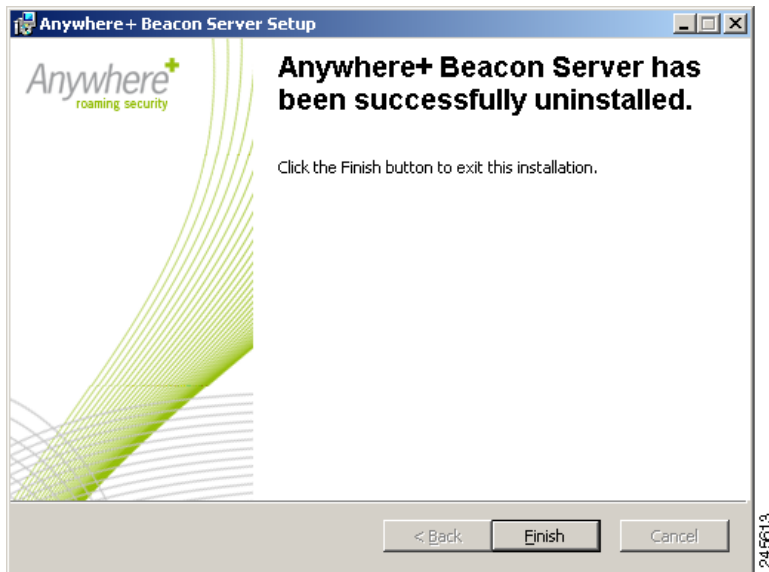 Anywhere+ Beacon Server Setup
Anywhere+
roaming security
Anywhere+ Beacon Server has
been successfully uninstalled.
Click the Finish button to exit this installation.
< Back
Finish
Cancel
245613